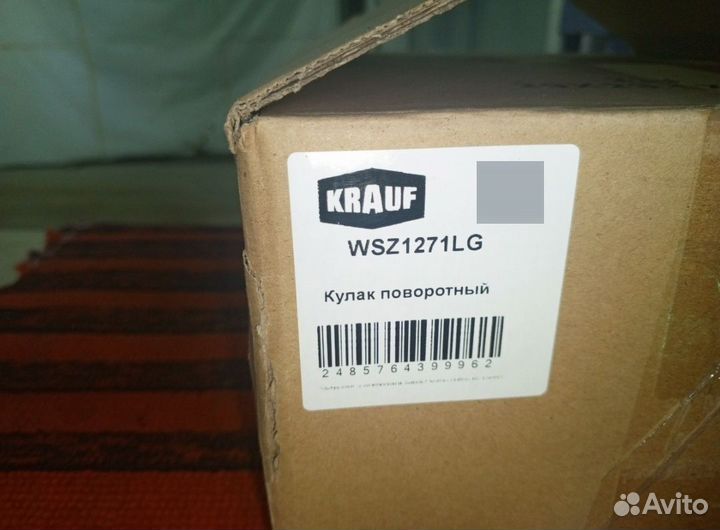 KRAUF
WSZ1271LG
Кулак поворотный
2485764399962
Avito